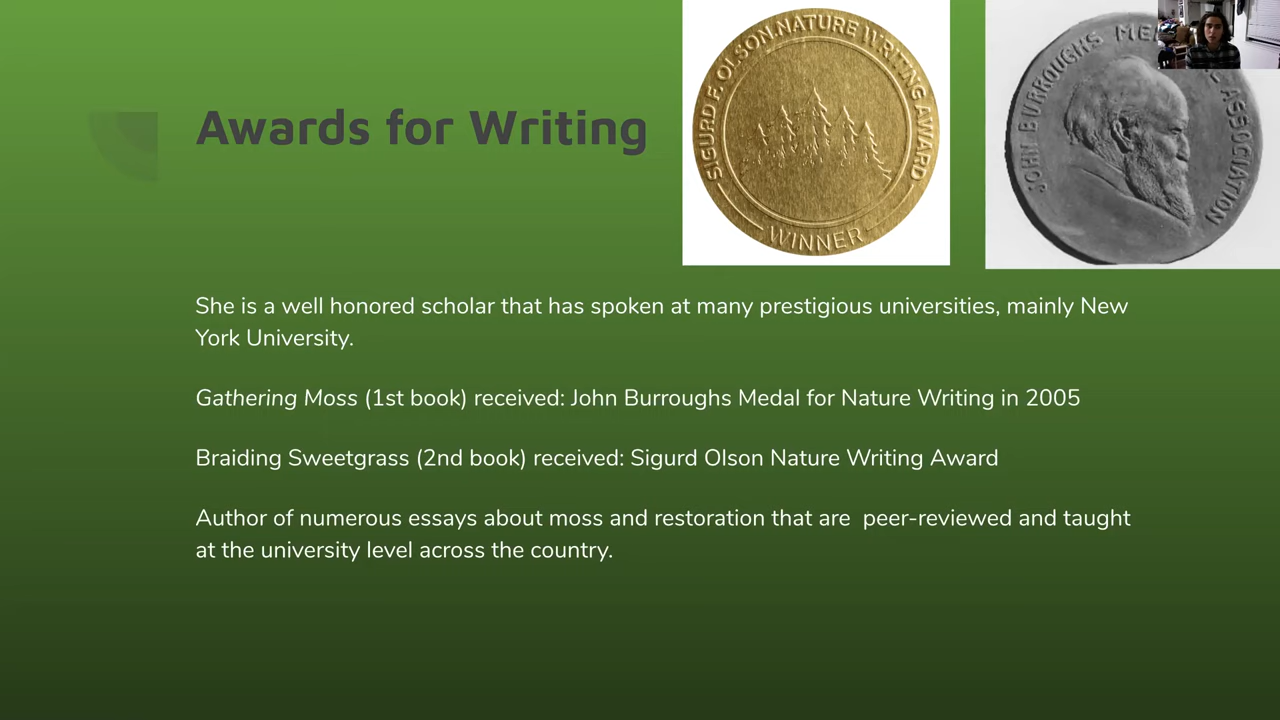 Awards for Writing
SIGURD F. OLSON NATURE WRITING AWARD
WINNER
JOHN BURROUGHS
ASSOCIATION
She is a well honored scholar that has spoken at many prestigious universities, mainly New
York University.
Gathering Moss (1st book) received: John Burroughs Medal for Nature Writing in 2005
Braiding Sweetgrass (2nd book) received: Sigurd Olson Nature Writing Award
Author of numerous essays about moss and restoration that are  peer-reviewed and taught
at the university level across the country.